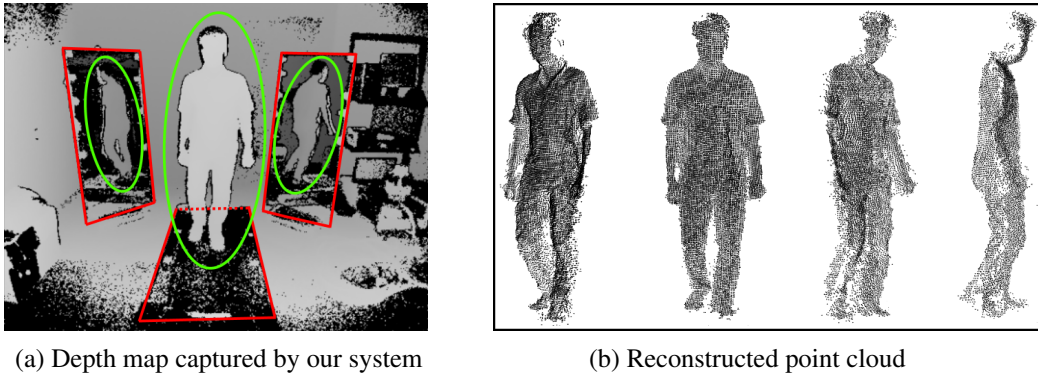 (a) Depth map captured by our system
(b) Reconstructed point cloud